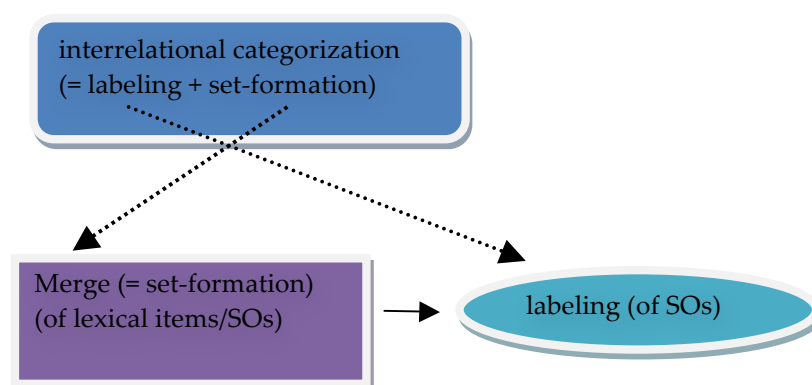 interrelational categorization
(= labeling + set-formation)
Merge (= set-formation)
(of lexical items/SOs)
labeling (of SOs)